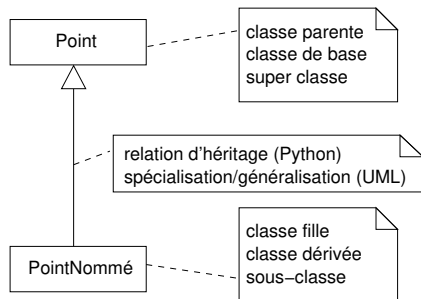 Point
classe parente
classe de base
super classe
relation d'héritage (Python)
spécialisation/généralisation (UML)
PointNommé
classe fille
classe dérivée
sous−classe